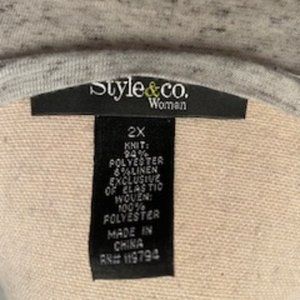 Style&co.
Woman
2X
KNIT:
94%
POLYESTER
6%LINEN
EXCLUSIVE
OF ELASTIC
WOVEN:
100%
POLYESTER
MADE IN
CHINA
RN# 119794